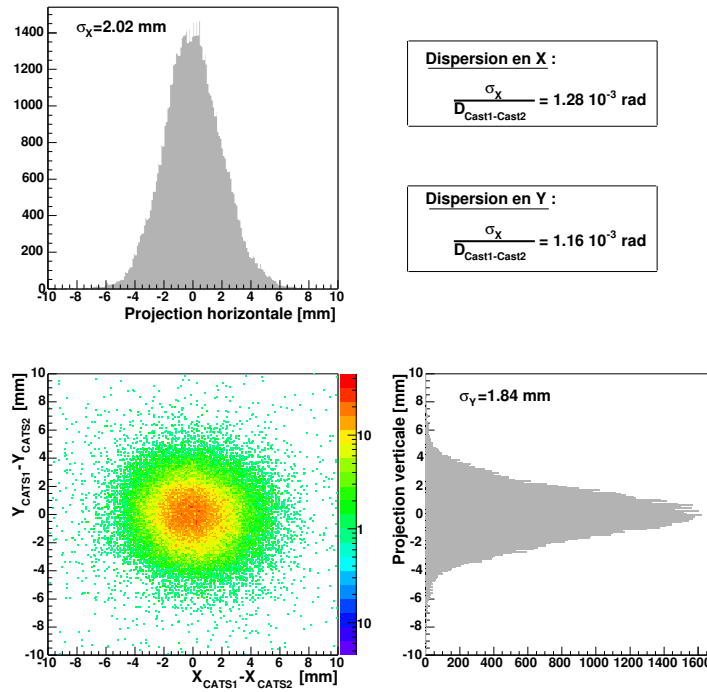 1400
1200
1000
800
600
400
200
0
σX=2.02 mm
-10 -8 -6 -4 -2 0 2 4 6 8 10
Projection horizontale [mm]
Dispersion en X :
σX
DCast1-Cast2
= 1.28 10-3 rad
Dispersion en Y :
σX
DCast1-Cast2
= 1.16 10-3 rad
YCATS1-YCATS2 [mm]
10
8
6
4
2
0
-2
-4
-6
-8
-10
-10 -8 -6 -4 -2 0 2 4 6 8 10
XCATS1-XCATS2 [mm]
10
1
10
Projection verticale [mm]
10
8
6
4
2
0
-2
-4
-6
-8
-10
σY=1.84 mm
0 200 400 600 800 1000 1200 1400 1600